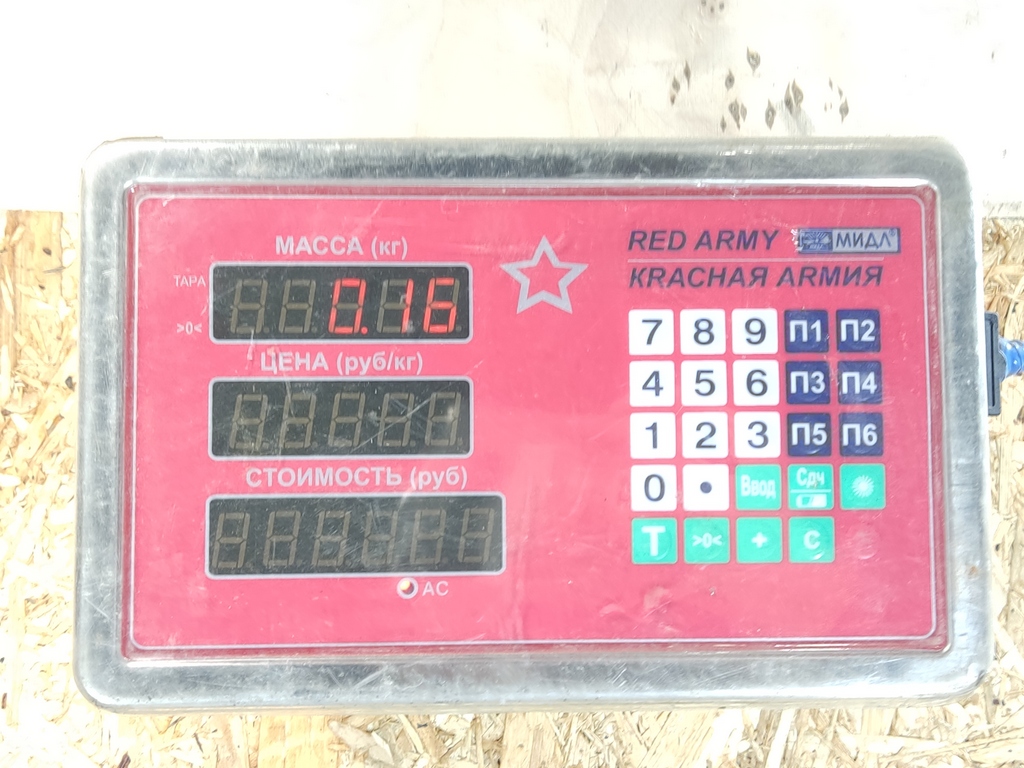 МАССА (кг)
ТАРА
0.16
>0<
ЦЕНА (руб/кг)
СТОИМОСТЬ (руб)
AC
RED ARMY МИДЛ®
КRАСНАЯ АRМИЯ
7 8 9 П1 П2
4 5 6 П3 П4
1 2 3 П5 П6
0 • Ввод Сдч
T >0< + C